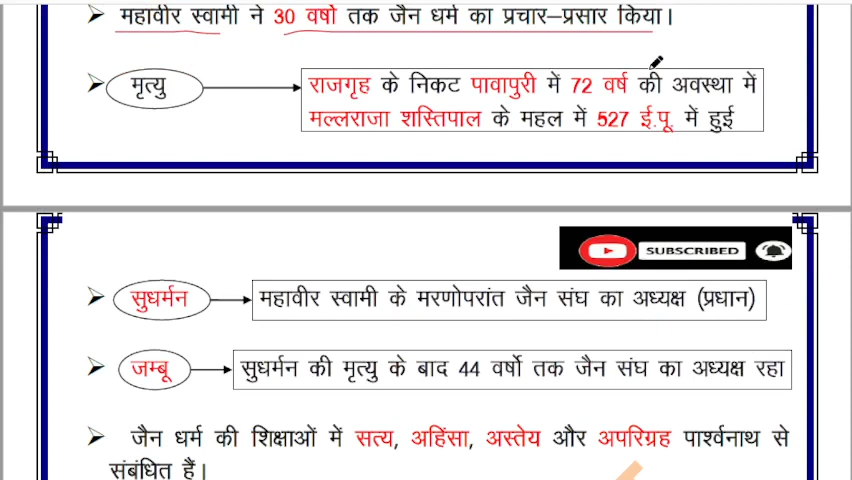 महावीर स्वामी ने 30 वर्षो तक जैन धर्म का प्रचार–प्रसार किया।
मृत्यु
राजगृह के निकट पावापुरी में 72 वर्ष की अवस्था में
मल्लराजा शस्तिपाल के महल में 527 ई.पू. में हुई
SUBSCRIBED
सुधर्मन
महावीर स्वामी के मरणोपरांत जैन संघ का अध्यक्ष (प्रधान)
जम्बू
सुधर्मन की मृत्यु के बाद 44 वर्षो तक जैन संघ का अध्यक्ष रहा
जैन धर्म की शिक्षाओं में सत्य, अहिंसा, अस्तेय और अपरिग्रह पार्श्वनाथ से
संबंधित हैं।